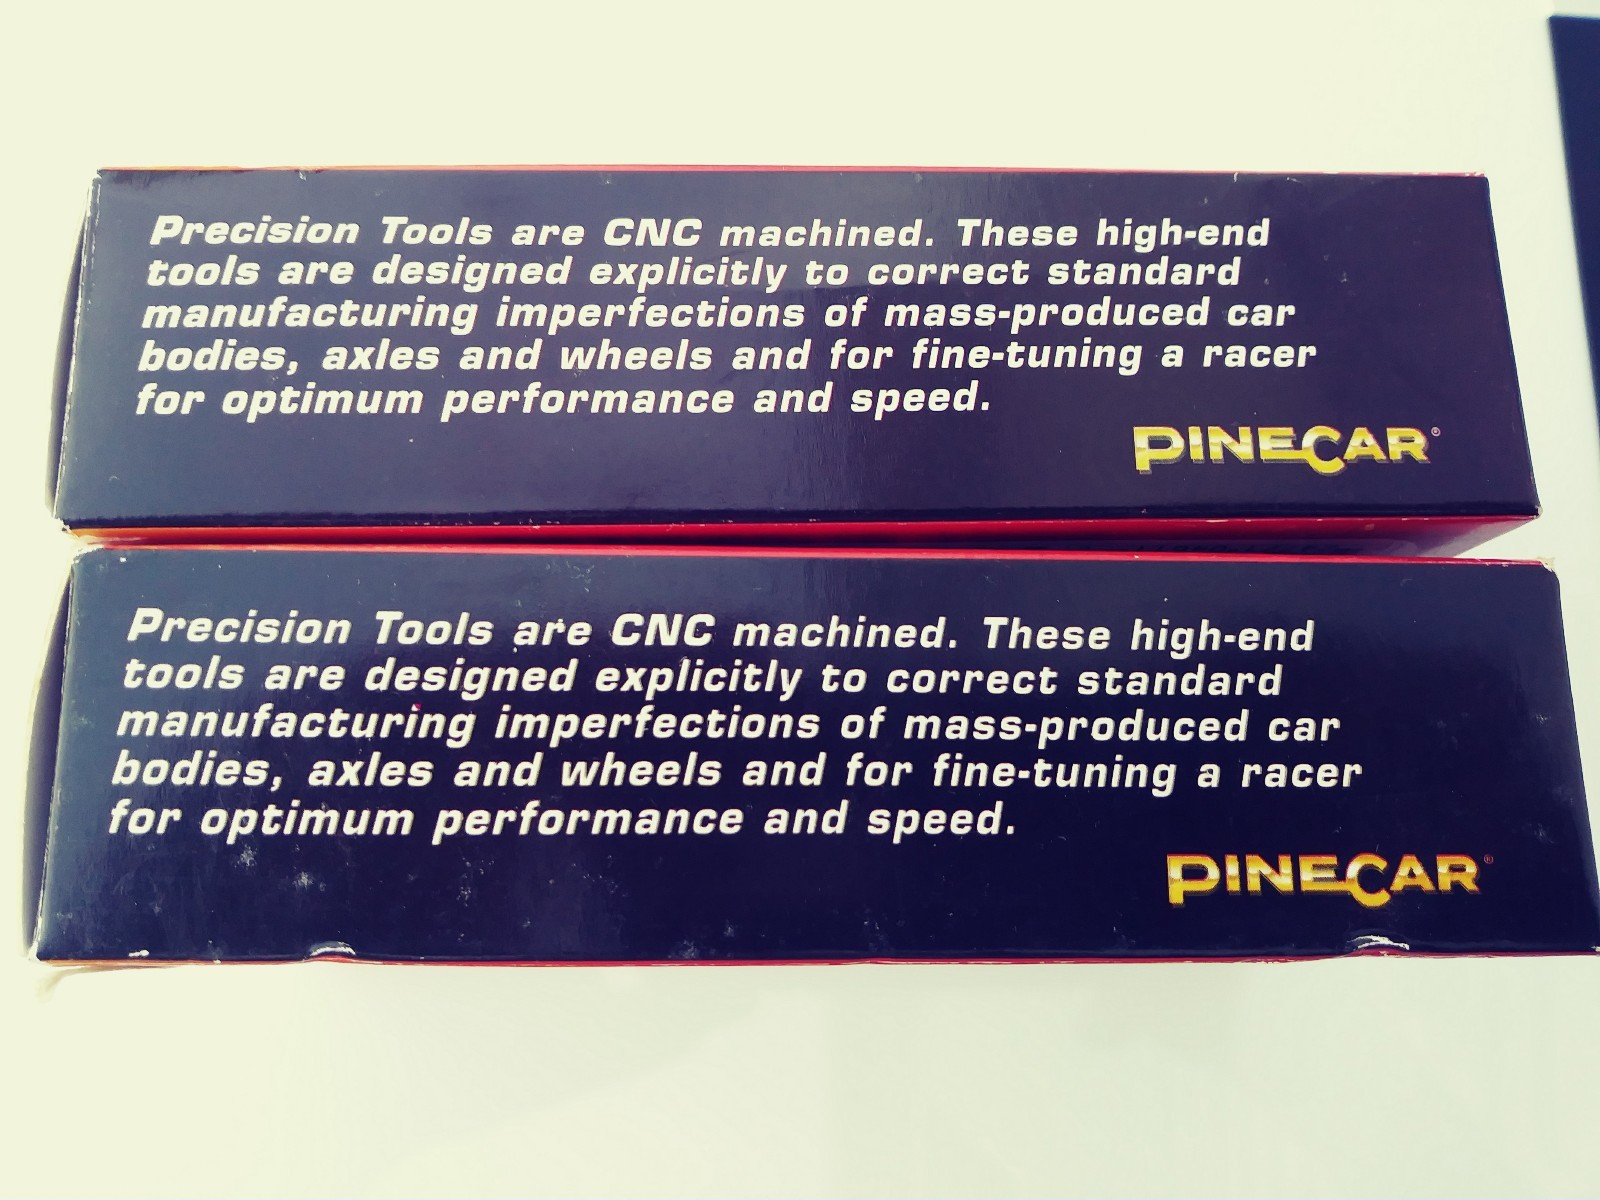 Precision Tools are CNC machined. These high-end
tools are designed explicitly to correct standard
manufacturing imperfections of mass-produced car
bodies, axles and wheels and for fine-tuning a racer
for optimum performance and speed.
PINECAR®
Precision Tools are CNC machined. These high-end
tools are designed explicitly to correct standard
manufacturing imperfections of mass-produced car
bodies, axles and wheels and for fine-tuning a racer
for optimum performance and speed.
PINECAR®